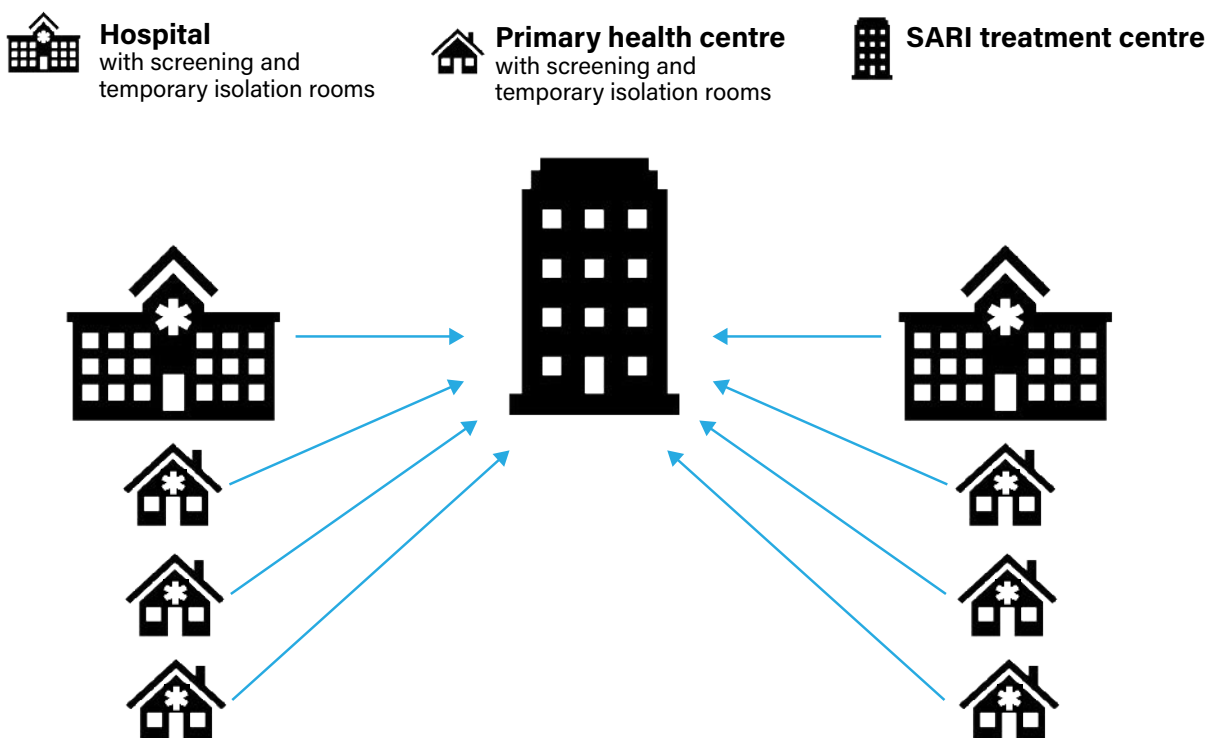 Hospital
with screening and
temporary isolation rooms
Primary health centre
with screening and
temporary isolation rooms
SARI treatment centre